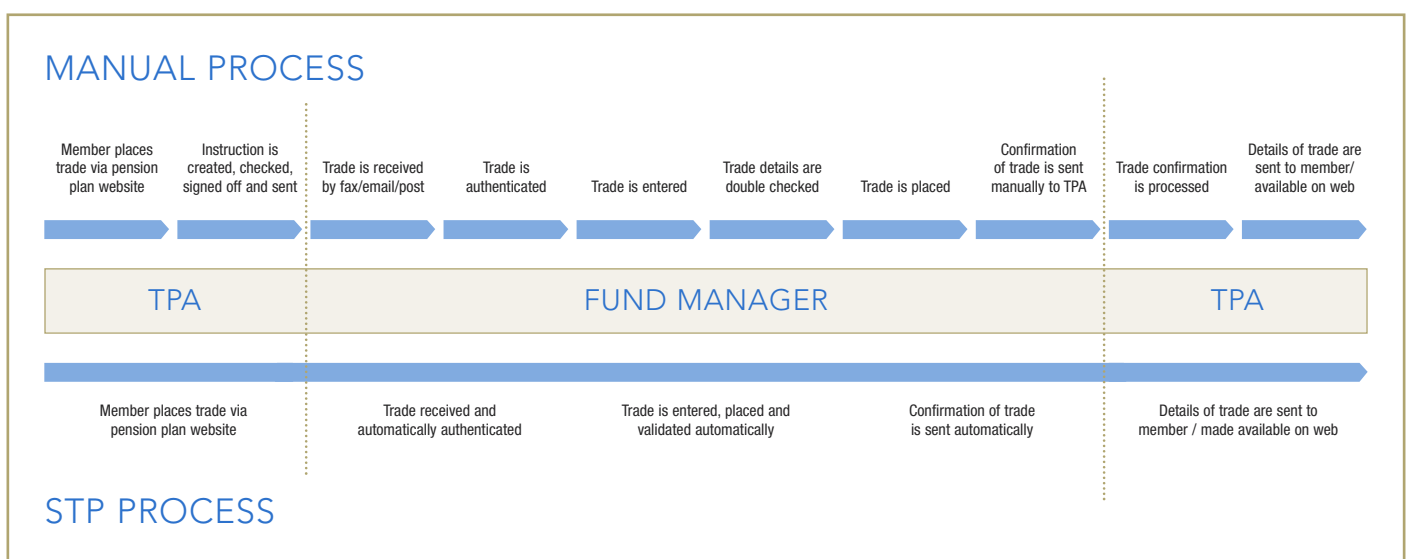 MANUAL PROCESS
Member places
trade via pension
plan website
Instruction is
created, checked,
signed off and sent
Trade is received
by fax/email/post
Trade is
authenticated
Trade is entered
Trade details are
double checked
Trade is placed
Confirmation
of trade is sent
manually to TPA
Trade confirmation
is processed
Details of trade are
sent to member/
available on web
TPA
FUND MANAGER
TPA
Member places trade via
pension plan website
Trade received and
automatically authenticated
Trade is entered, placed and
validated automatically
Confirmation of trade
is sent automatically
Details of trade are sent to
member / made available on web
STP PROCESS